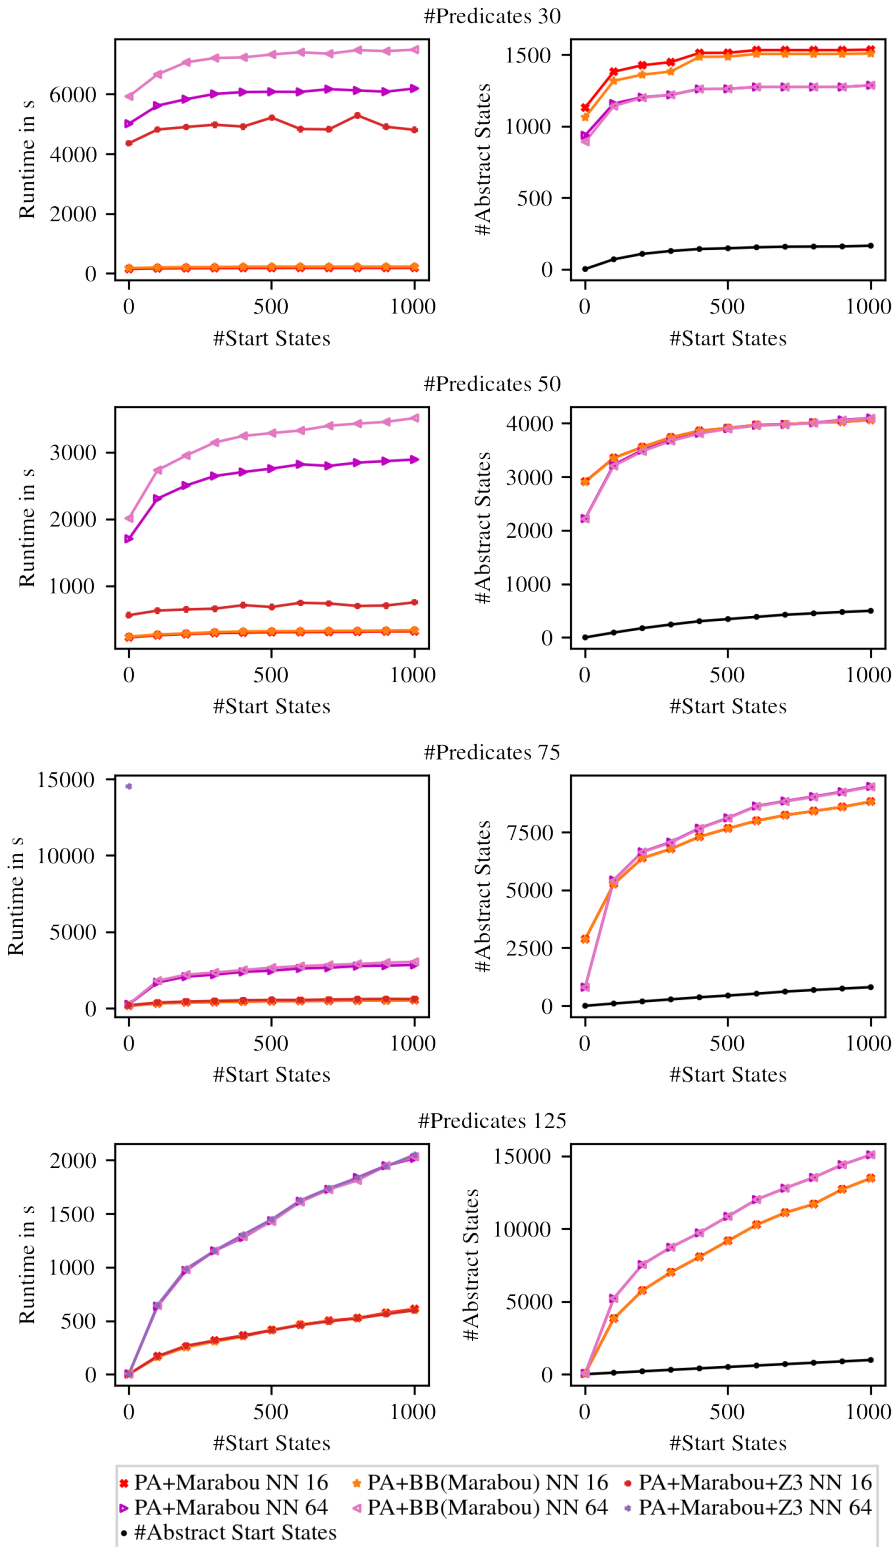 #Predicates 30
Runtime in s
6000
4000
2000
0
0 500 1000
#Start States
#Abstract States
1500
1000
500
0
0 500 1000
#Start States
#Predicates 50
Runtime in s
3000
2000
1000
0 500 1000
#Start States
#Abstract States
4000
3000
2000
1000
0
0 500 1000
#Start States
#Predicates 75
Runtime in s
15000
10000
5000
0
0 500 1000
#Start States
#Abstract States
7500
5000
2500
0
0 500 1000
#Start States
#Predicates 125
Runtime in s
2000
1500
1000
500
0
0 500 1000
#Start States
#Abstract States
15000
10000
5000
0
0 500 1000
#Start States
PA+Marabou NN 16 PA+BB(Marabou) NN 16 PA+Marabou+Z3 NN 16
PA+Marabou NN 64 PA+BB(Marabou) NN 64 PA+Marabou+Z3 NN 64
#Abstract Start States